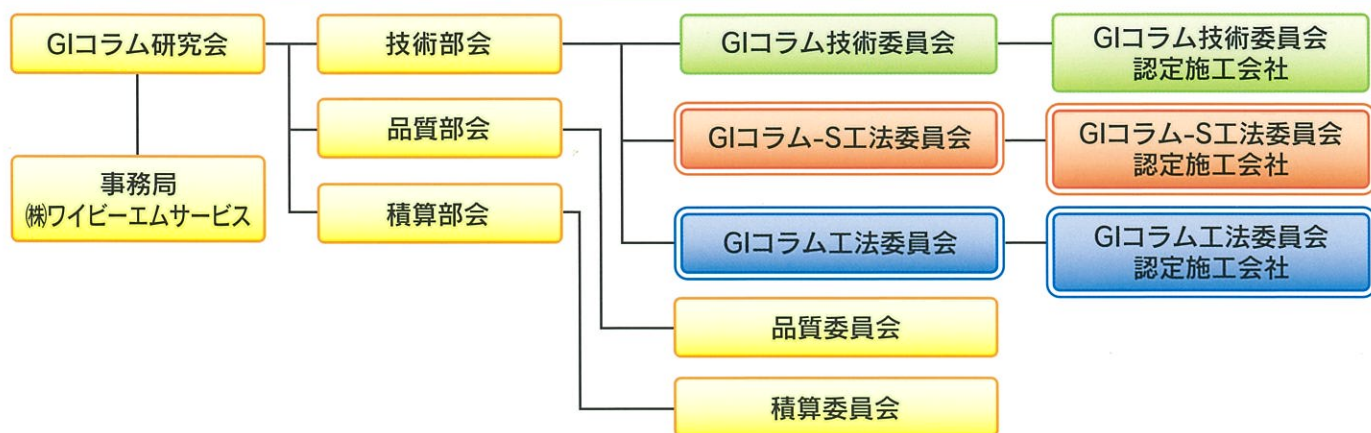 GIコラム研究会
技術部会
GIコラム技術委員会
GIコラム技術委員会
認定施工会社
品質部会
GIコラム-S工法委員会
GIコラム-S工法委員会
認定施工会社
事務局
㈱ワイビーエムサービス
積算部会
GIコラム工法委員会
GIコラム工法委員会
認定施工会社
品質委員会
積算委員会